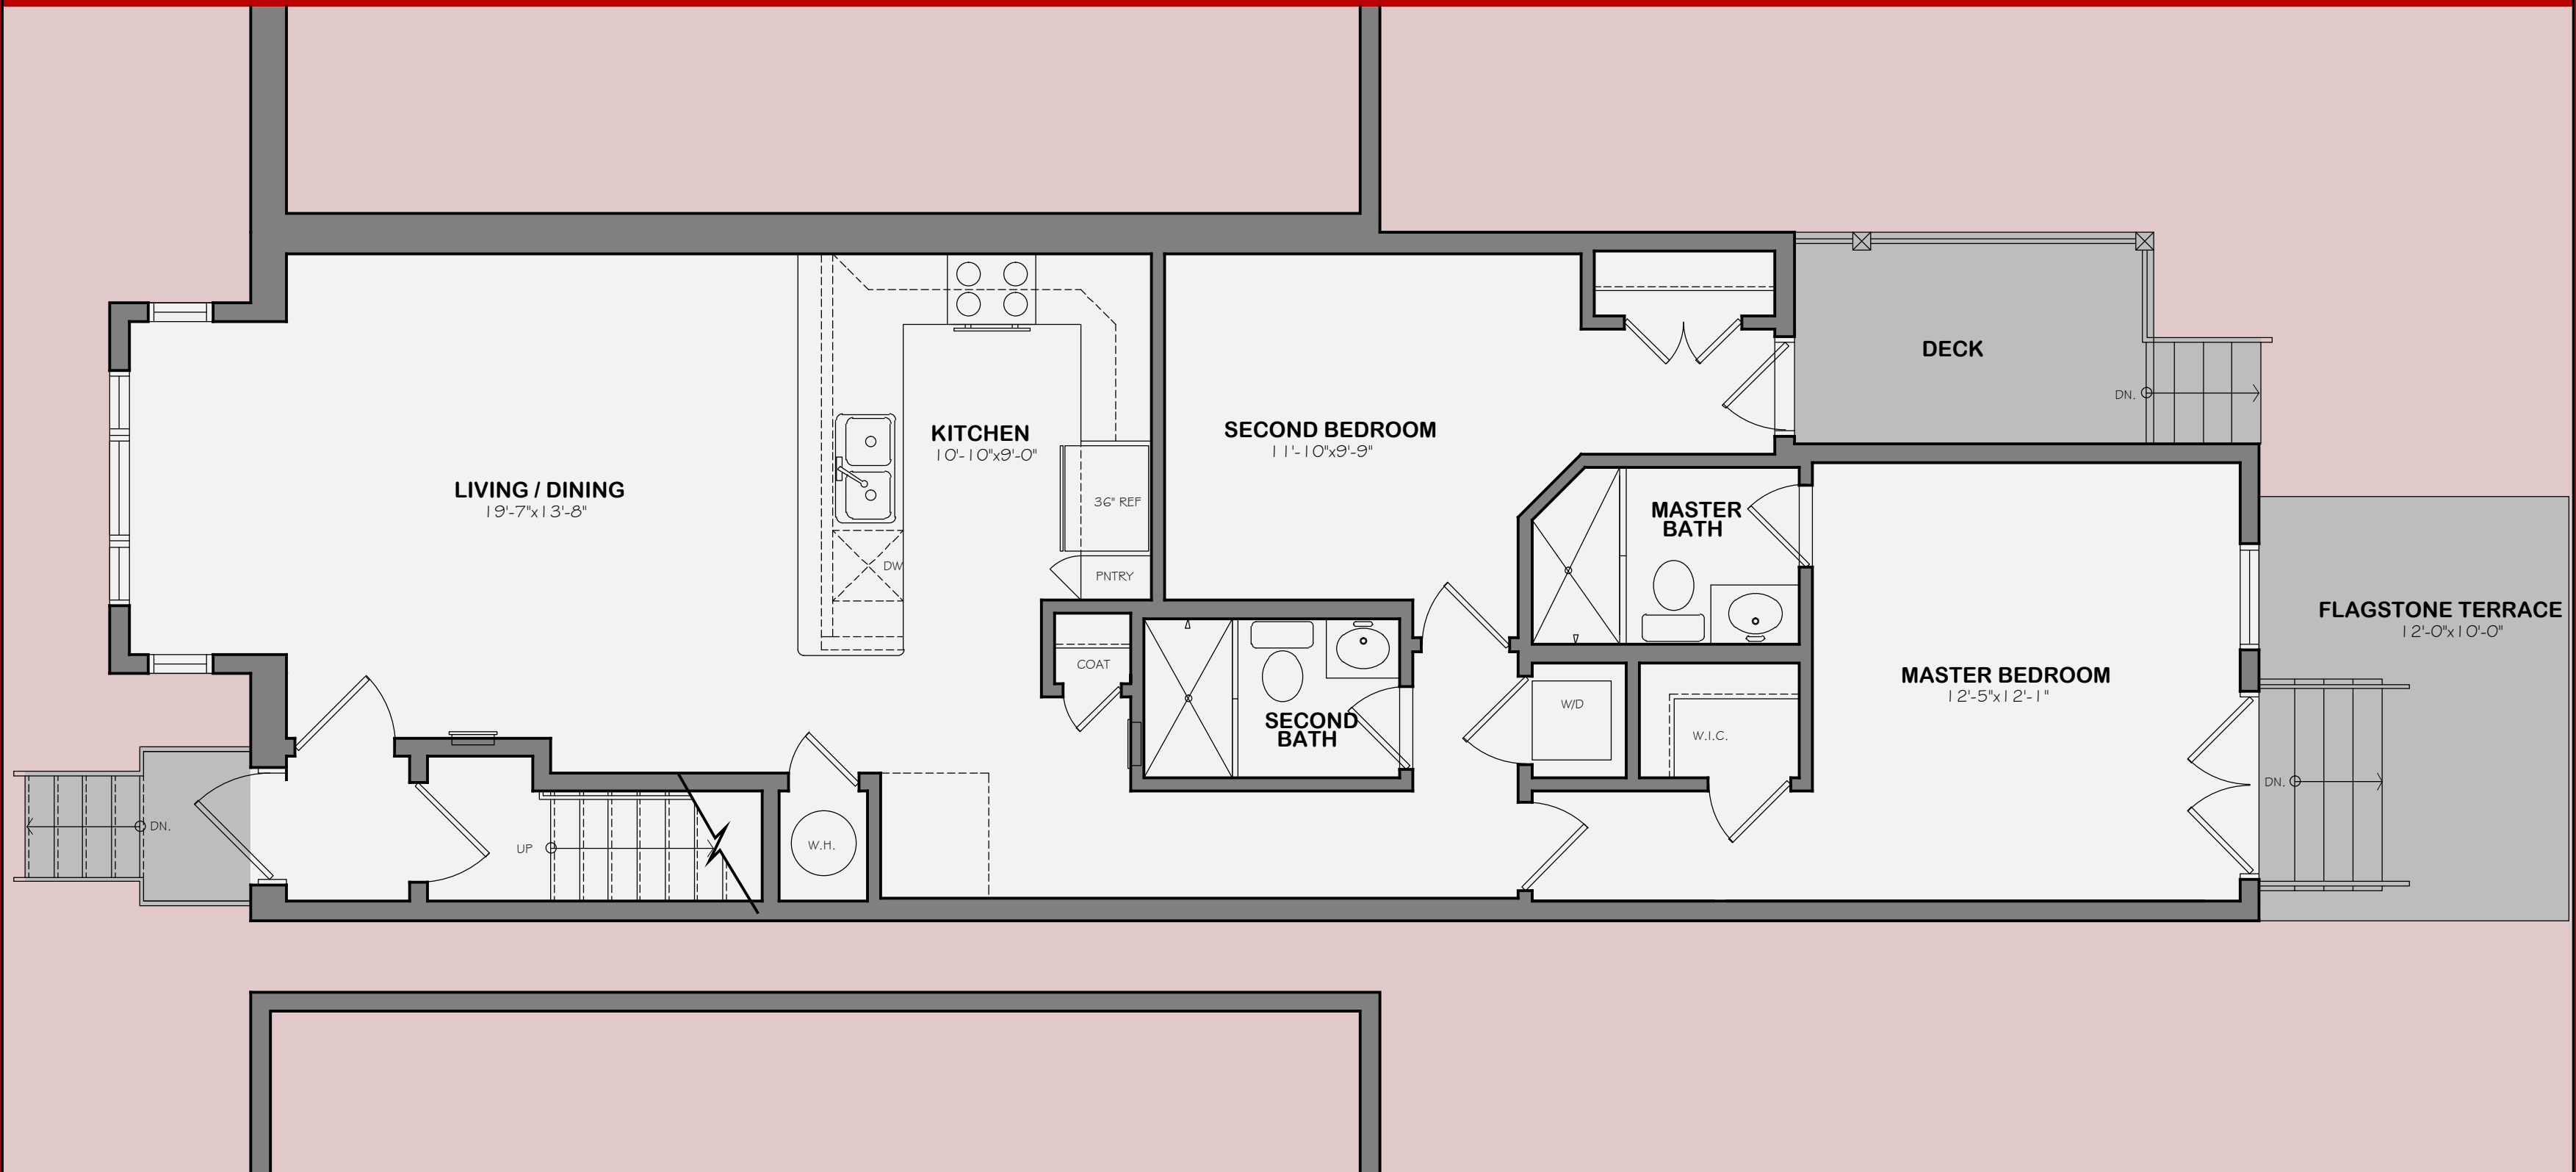 DECK
DN.
KITCHEN
10'-10"x9'-0"
SECOND BEDROOM
11'-10"x9'-9"
LIVING / DINING
19'-7"x13'-8"
36" REF
MASTER
BATH
DW
PNTRY
FLAGSTONE TERRACE
12'-0"x10'-0"
COAT
MASTER BEDROOM
12'-5"x12'-1"
W/D
SECOND
BATH
W.I.C.
DN.
DN.
UP
W.H.